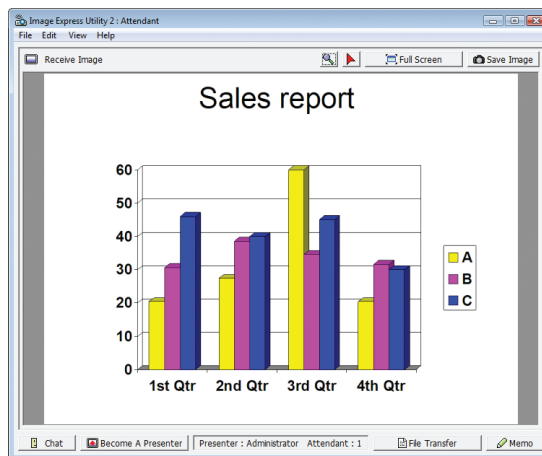 Image Express Utility 2 : Attendant
File Edit View Help
Receive Image Full Screen Save Image
Sales report
60
50
40
30
20
10
0
A
B
C
1st Qtr 2nd Qtr 3rd Qtr 4th Qtr
Chat Become A Presenter Presenter : Administrator Attendant : 1 File Transfer Memo